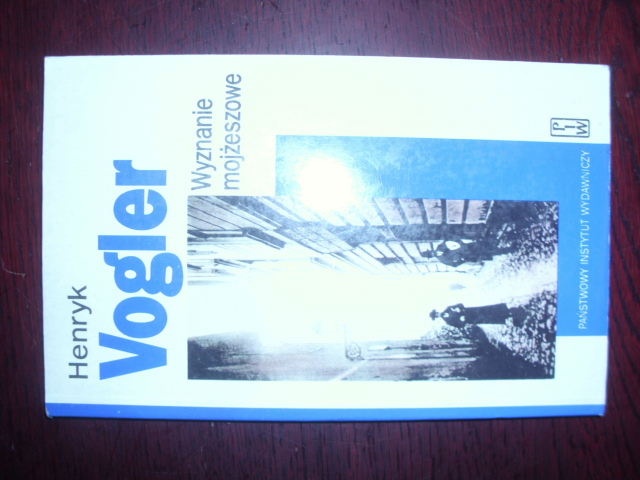 Henryk
Vogler
Wyznanie
mojżeszowe
PIW
PAŃSTWOWY INSTYTUT WYDAWNICZY